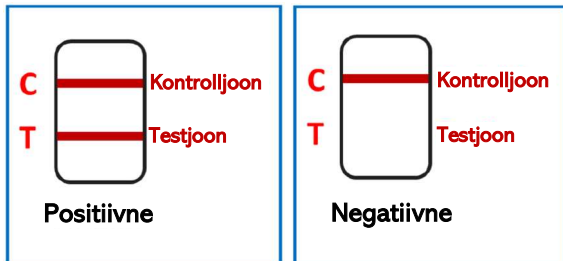 C Kontrolljoon
T Testjoon
Positiivne
C Kontrolljoon
T Testjoon
Negatiivne